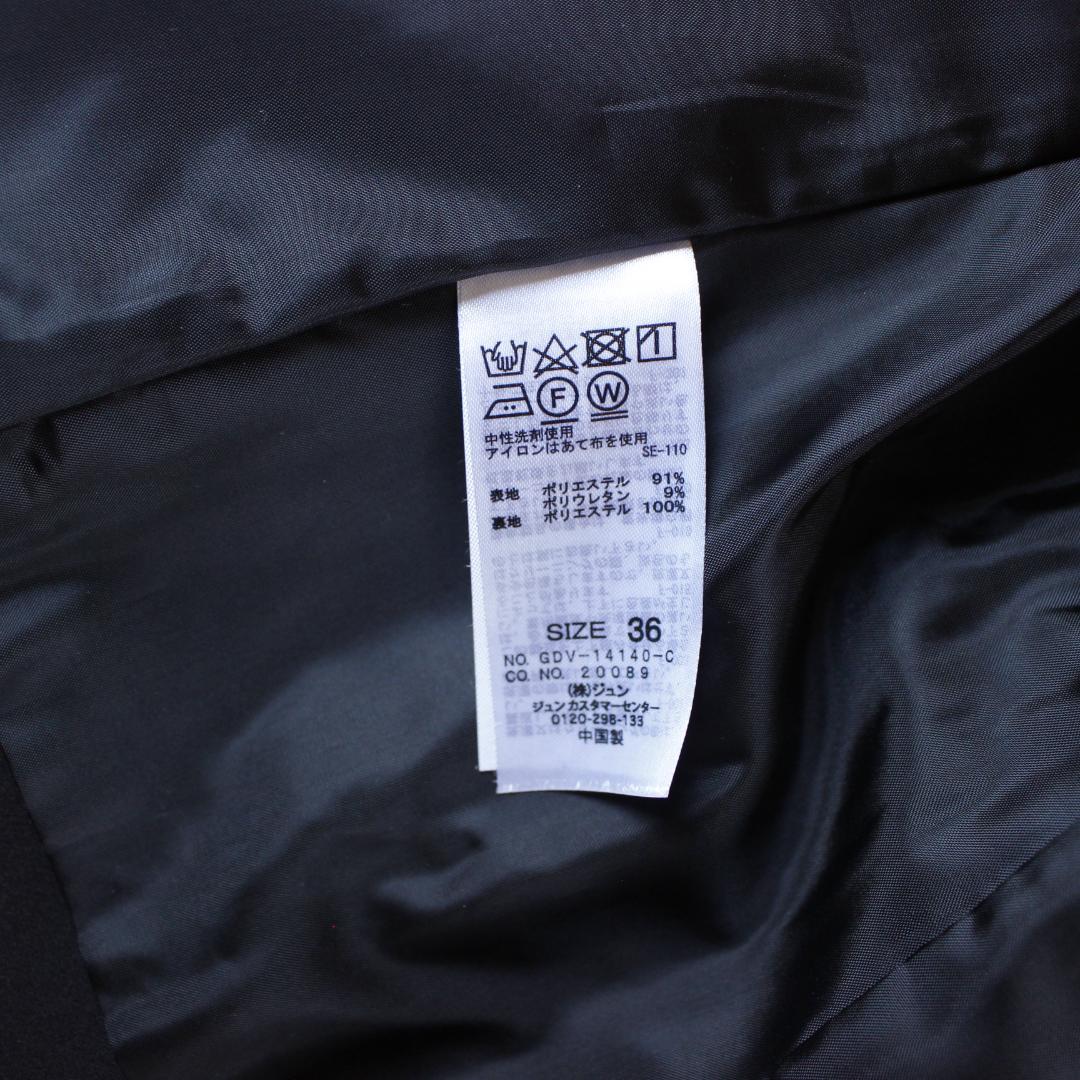 F W
中性洗剤使用
アイロンはあて布を使用
SE-110
表地 ポリエステル 91%
ポリウレタン 9%
裏地 ポリエステル 100%
SIZE 36
NO. GDV-14140-C
CO. NO. 20089
(株)ジュン
ジュンカスタマーセンター
0120-298-133
中国製